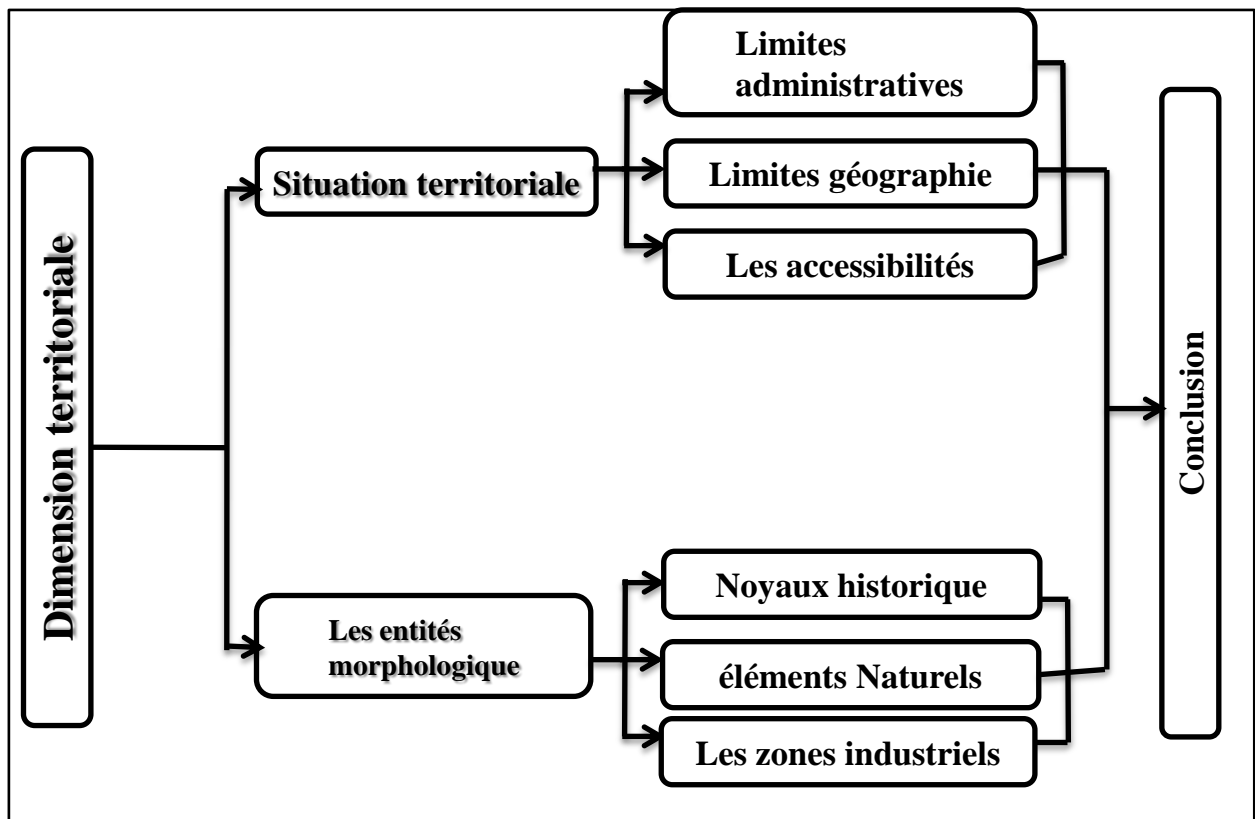 Dimension territoriale
Situation territoriale
Limites
administratives
Limites géographie
Les accessibilités
Les entités
morphologique
Noyaux historique
éléments Naturels
Les zones industriels
Conclusion